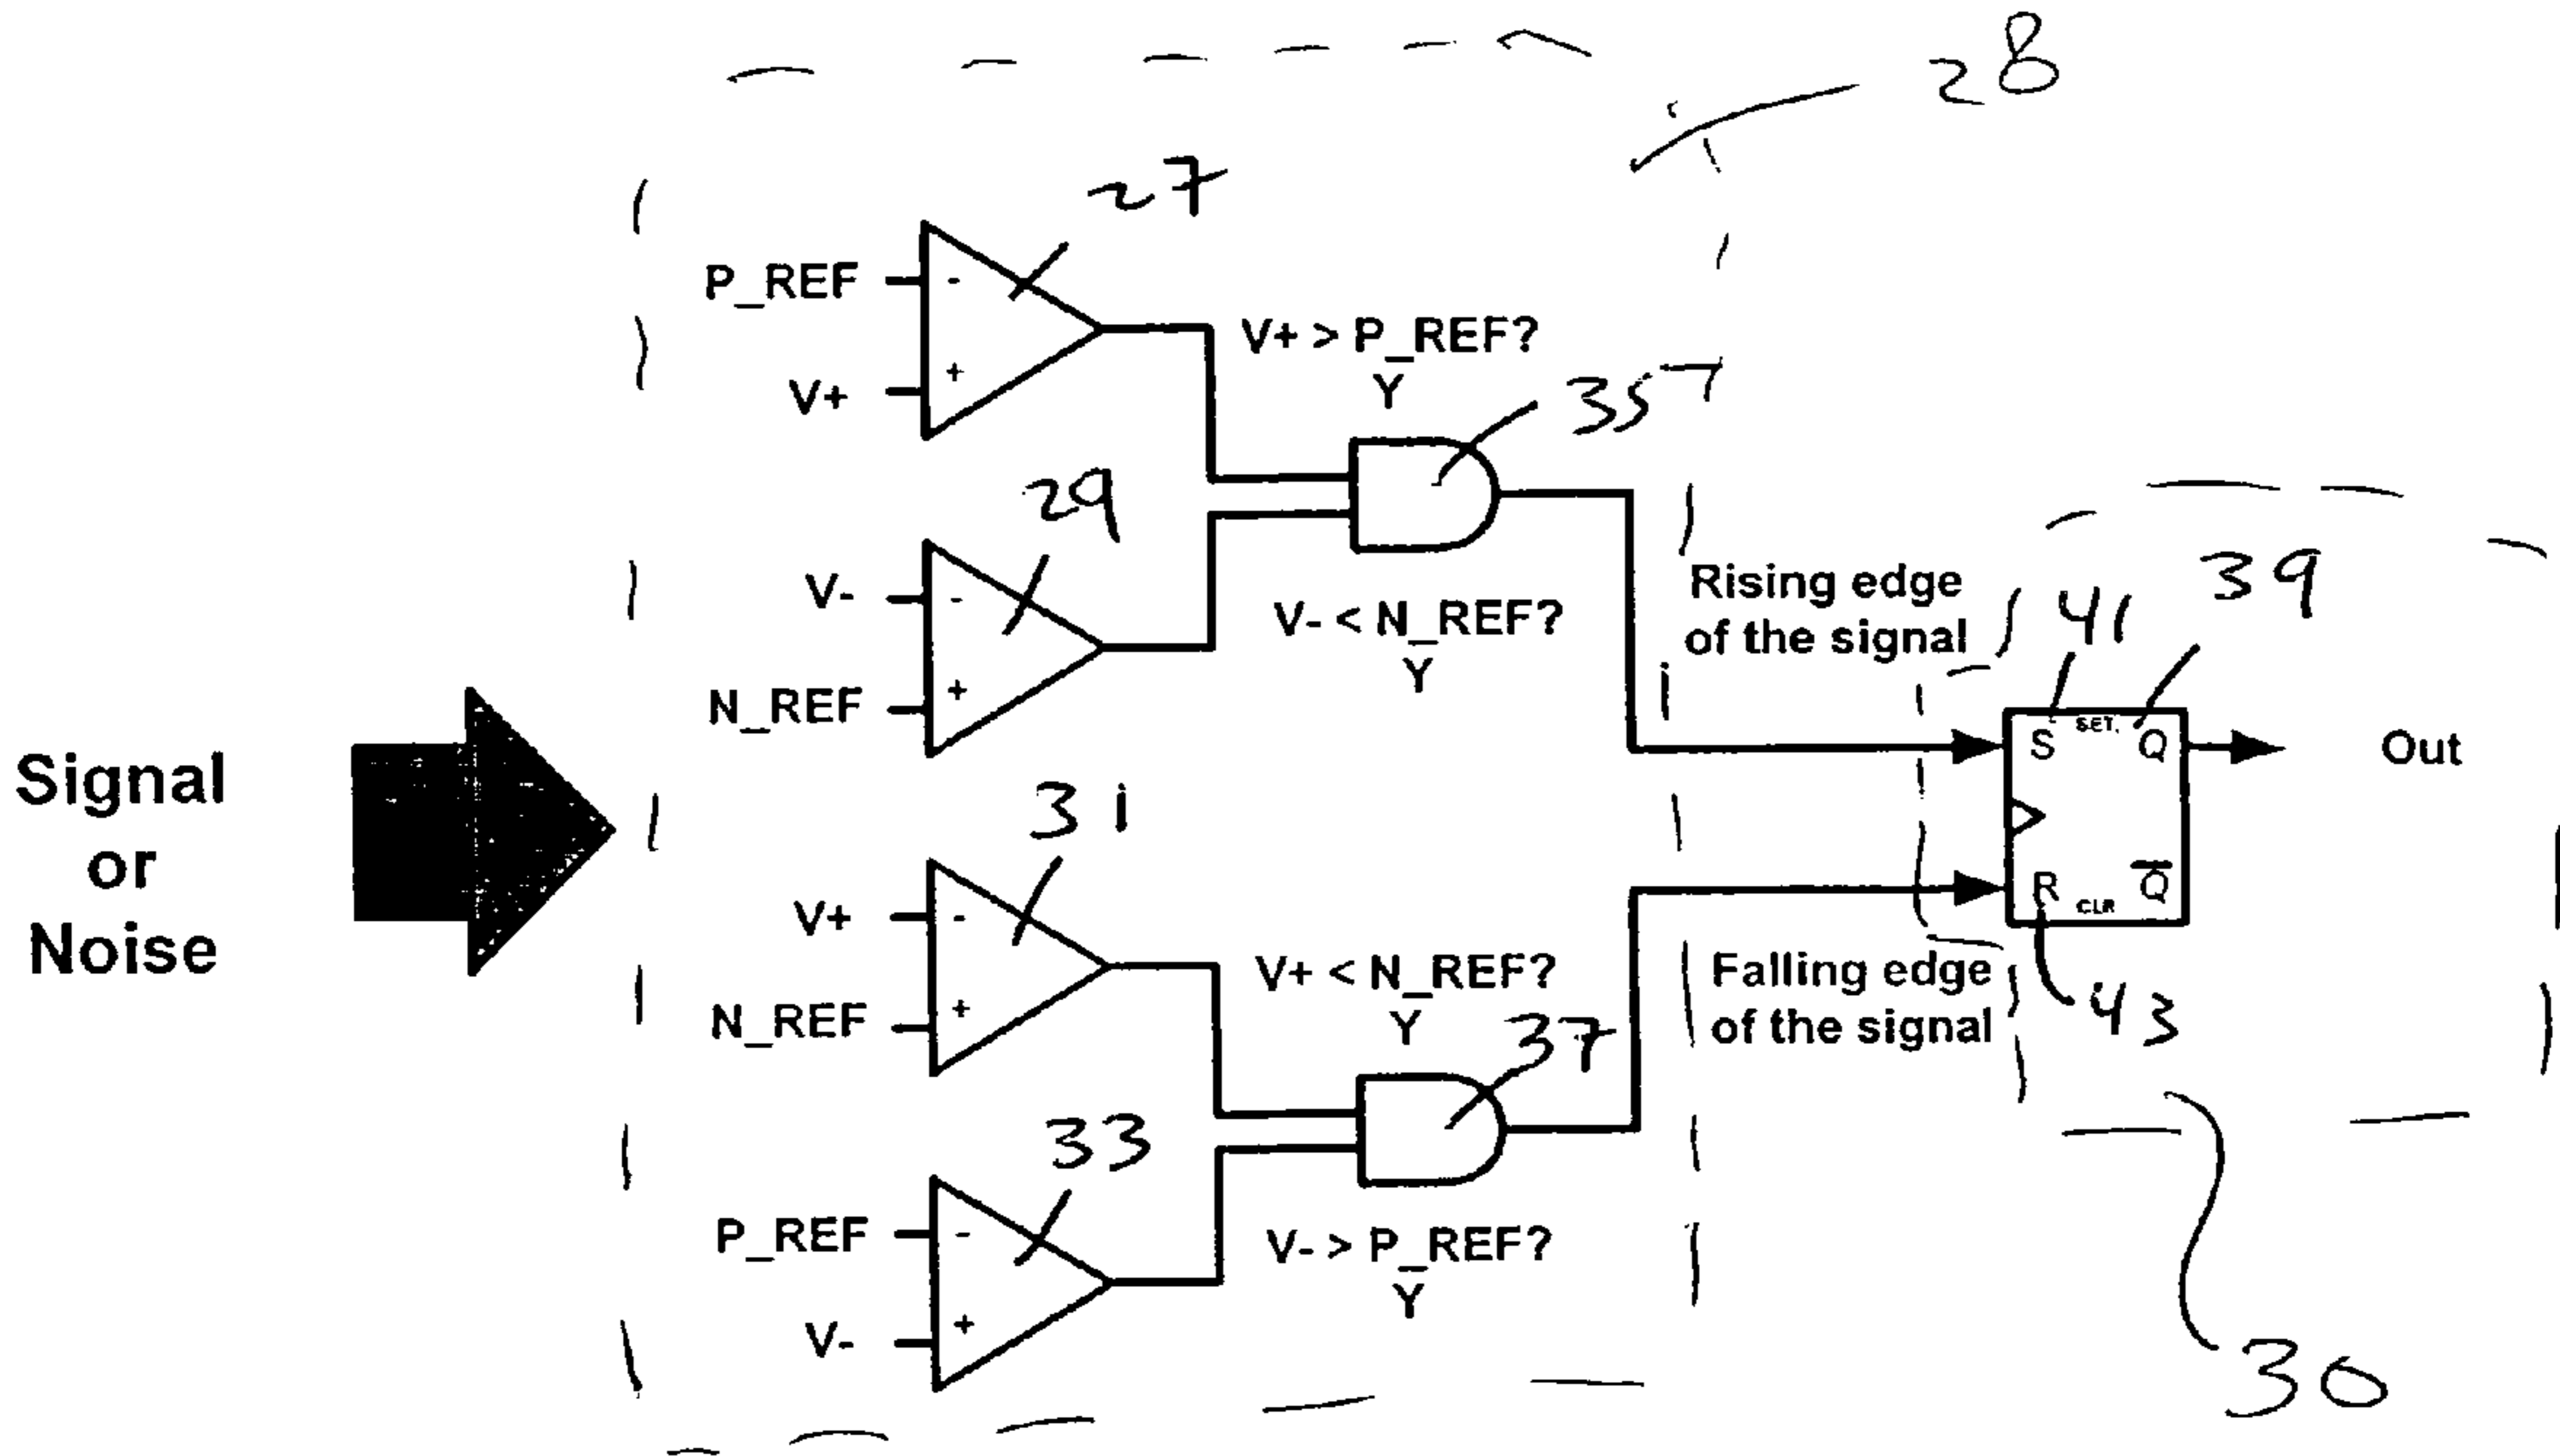 28
27
P_REF
-
V+ > P_REF?
Y
V+
+
35
29
V-
-
V- < N_REF?
Y
N_REF
+
Rising edge
of the signal
41
39
S
SET
Q
Out
R
CLR
Q̅
43
Signal
or
Noise
31
V+
-
V+ < N_REF?
Y
N_REF
+
37
Falling edge
of the signal
33
P_REF
-
V- > P_REF?
Y
V-
+
30